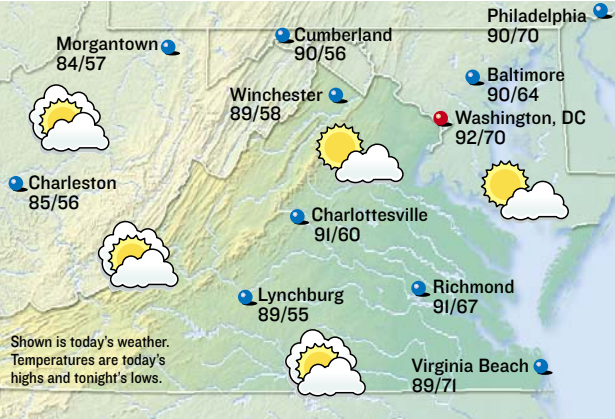 Philadelphia
90/70
Cumberland
90/56
Morgantown
84/57
Baltimore
90/64
Winchester
89/58
Washington, DC
92/70
Charleston
85/56
Charlottesville
91/60
Richmond
91/67
Lynchburg
89/55
Shown is today's weather.
Temperatures are today's
highs and tonight's lows.
Virginia Beach
89/71